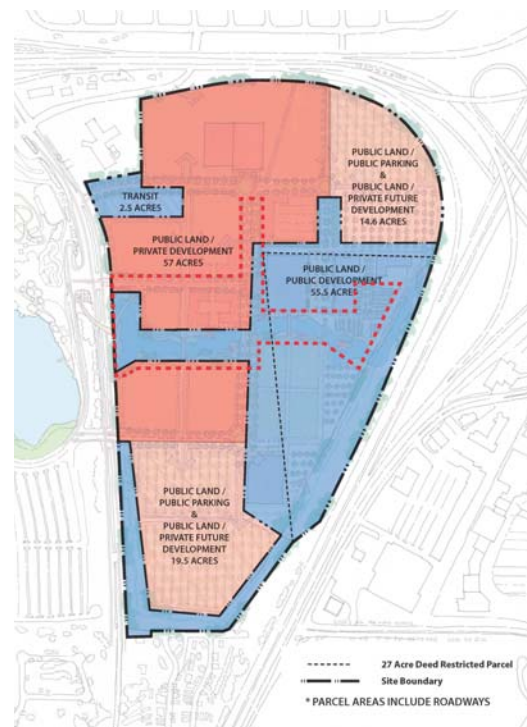 PUBLIC LAND /
PUBLIC PARKING
&
PUBLIC LAND /
PRIVATE FUTURE
DEVELOPMENT
14.6 ACRES
TRANSIT
2.5 ACRES
PUBLIC LAND /
PRIVATE DEVELOPMENT
57 ACRES
PUBLIC LAND /
PUBLIC DEVELOPMENT
55.5 ACRES
PUBLIC LAND /
PUBLIC PARKING
&
PUBLIC LAND /
PRIVATE FUTURE
DEVELOPMENT
19.5 ACRES
27 Acre Deed Restricted Parcel
Site Boundary
* PARCEL AREAS INCLUDE ROADWAYS